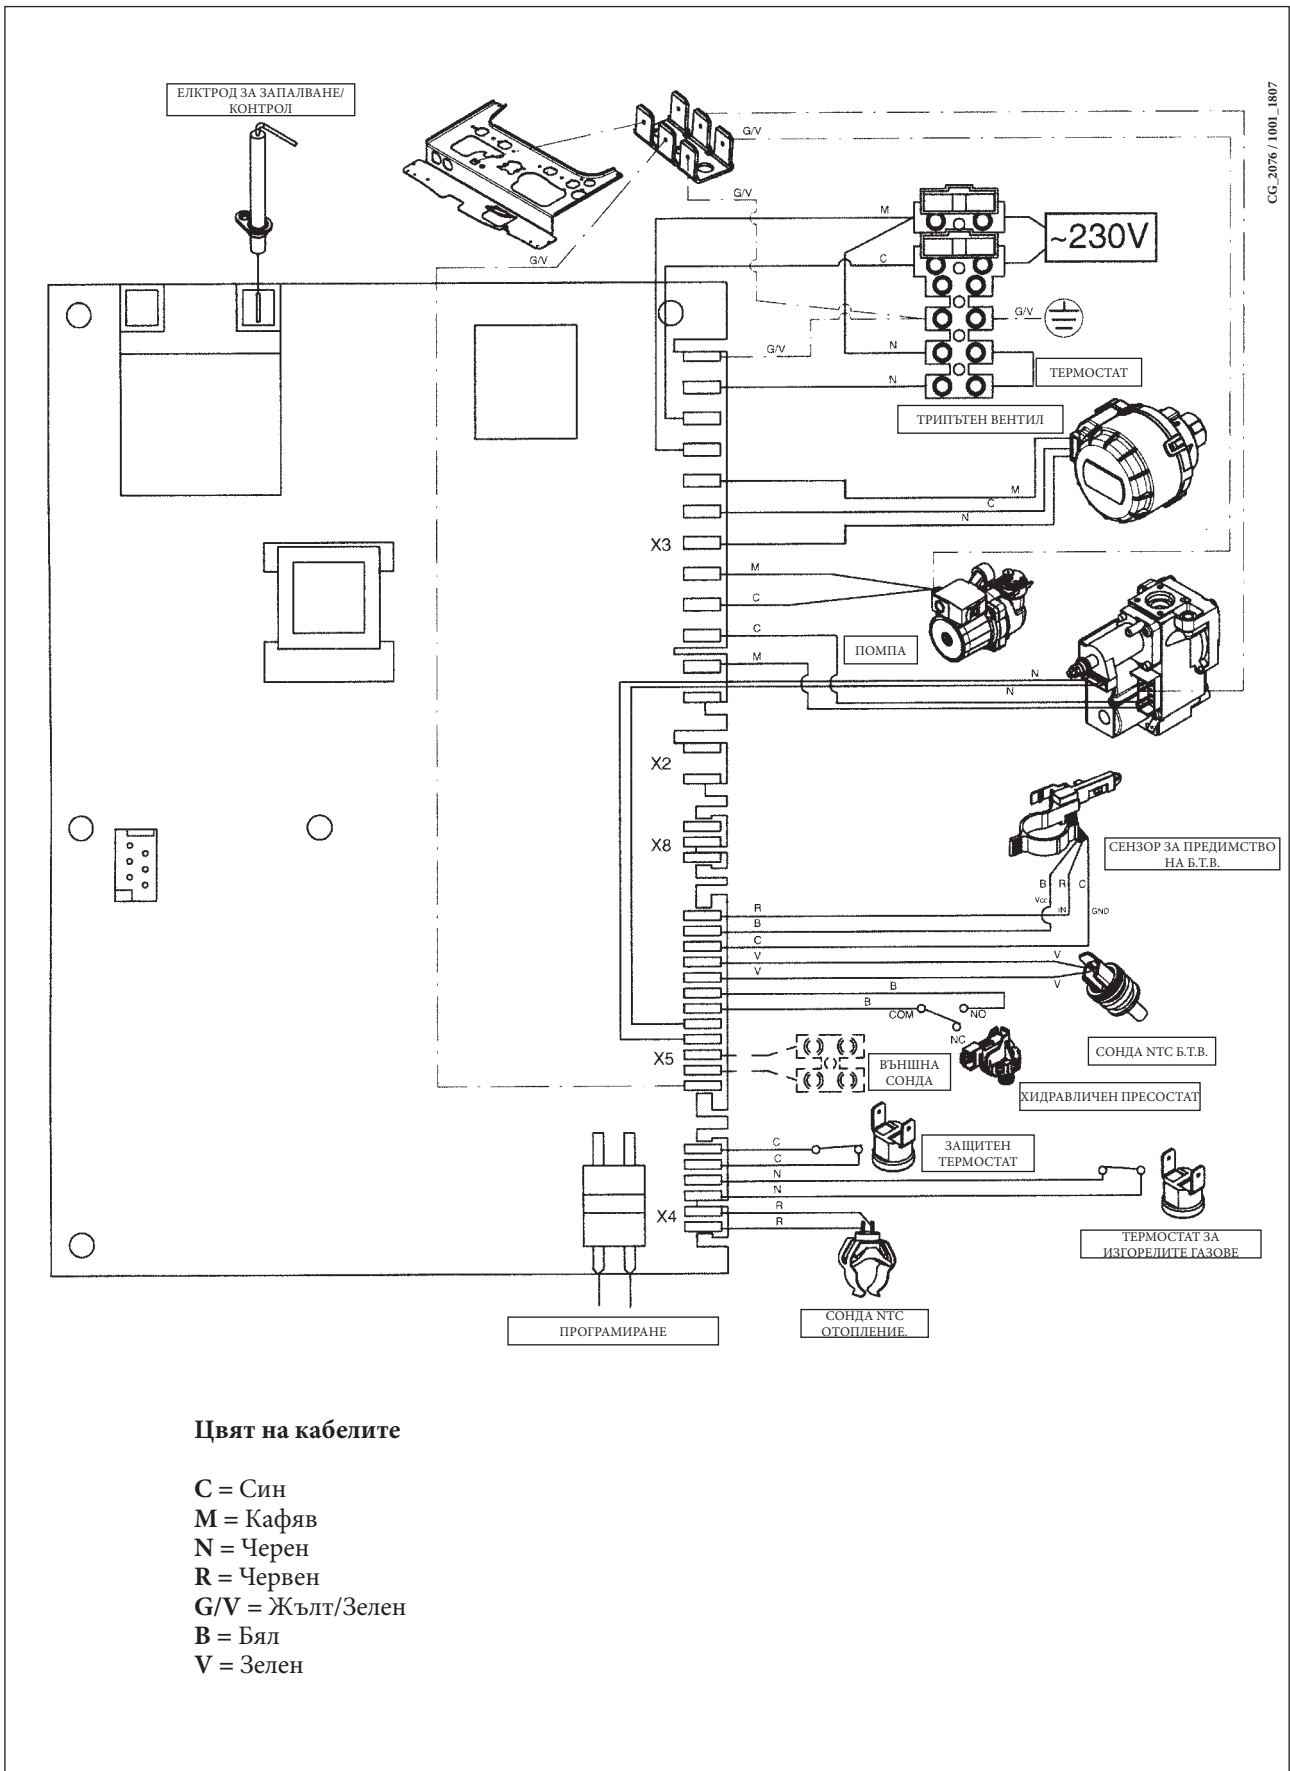 CG_2076 / 1001_1807
ЕЛКТРОД ЗА ЗАПАЛВАНЕ/
КОНТРОЛ
G/V
G/V
G/V
M
~230V
C
G/V
G/V
N
ТЕРМОСТАТ
N
ТРИПЪТЕН ВЕНТИЛ
M
C
N
X3
M
C
ПОМПА
C
M
N
N
X2
X8
СЕНЗОР ЗА ПРЕДИМСТВО
НА Б.Т.В.
B R C
Vcc IN GND
R
B
C
V V
V V
B
B
COM NO
NC
СОНДА NTC Б.Т.В.
X5
ВЪНШНА
СОНДА
ХИДРАВЛИЧЕН ПРЕСОСТАТ
C
C
ЗАЩИТЕН
ТЕРМОСТАТ
N
N
X4
R
R
ТЕРМОСТАТ ЗА
ИЗГОРЕЛИТЕ ГАЗОВЕ
СОНДА NTC
ОТОПЛЕНИЕ.
ПРОГРАМИРАНЕ
Цвят на кабелите
C = Син
M = Кафяв
N = Черен
R = Червен
G/V = Жълт/Зелен
B = Бял
V = Зелен